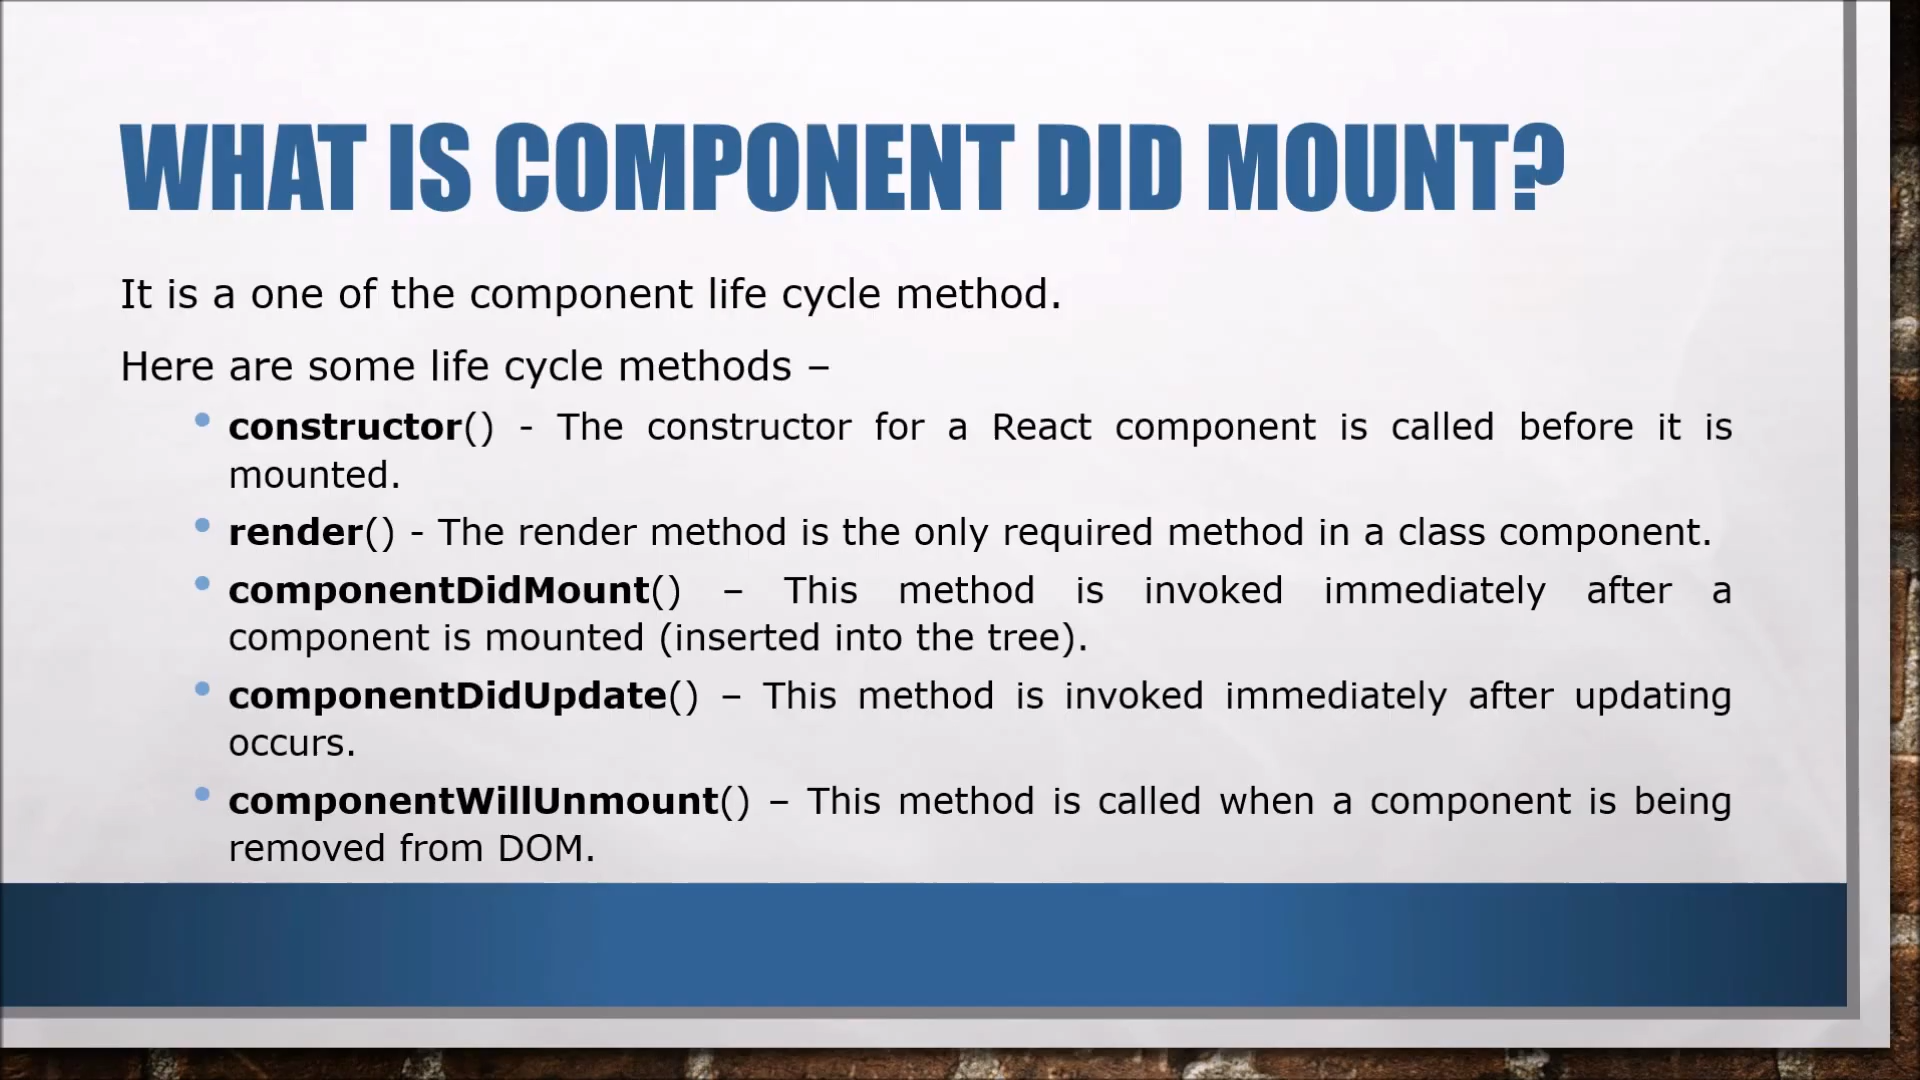 WHAT IS COMPONENT DID MOUNT?
It is a one of the component life cycle method.
Here are some life cycle methods –
• constructor() - The constructor for a React component is called before it is
mounted.
• render() - The render method is the only required method in a class component.
• componentDidMount() – This method is invoked immediately after a
component is mounted (inserted into the tree).
• componentDidUpdate() – This method is invoked immediately after updating
occurs.
• componentWillUnmount() – This method is called when a component is being
removed from DOM.